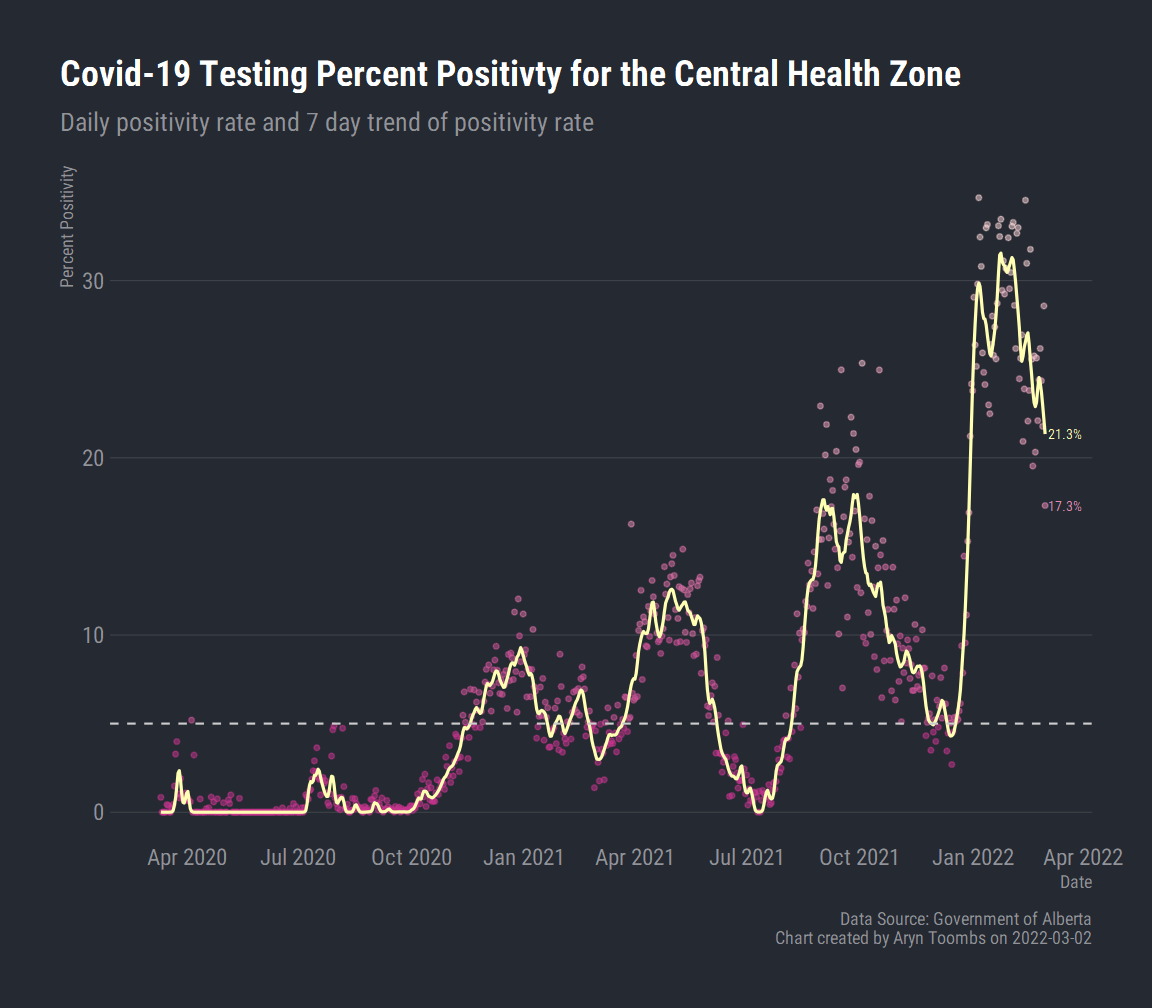 Covid-19 Testing Percent Positivty for the Central Health Zone
Daily positivity rate and 7 day trend of positivity rate
Percent Positivity
30
20
10
0
21.3%
17.3%
Apr 2020 Jul 2020 Oct 2020 Jan 2021 Apr 2021 Jul 2021 Oct 2021 Jan 2022 Apr 2022
Date
Data Source: Government of Alberta
Chart created by Aryn Toombs on 2022-03-02